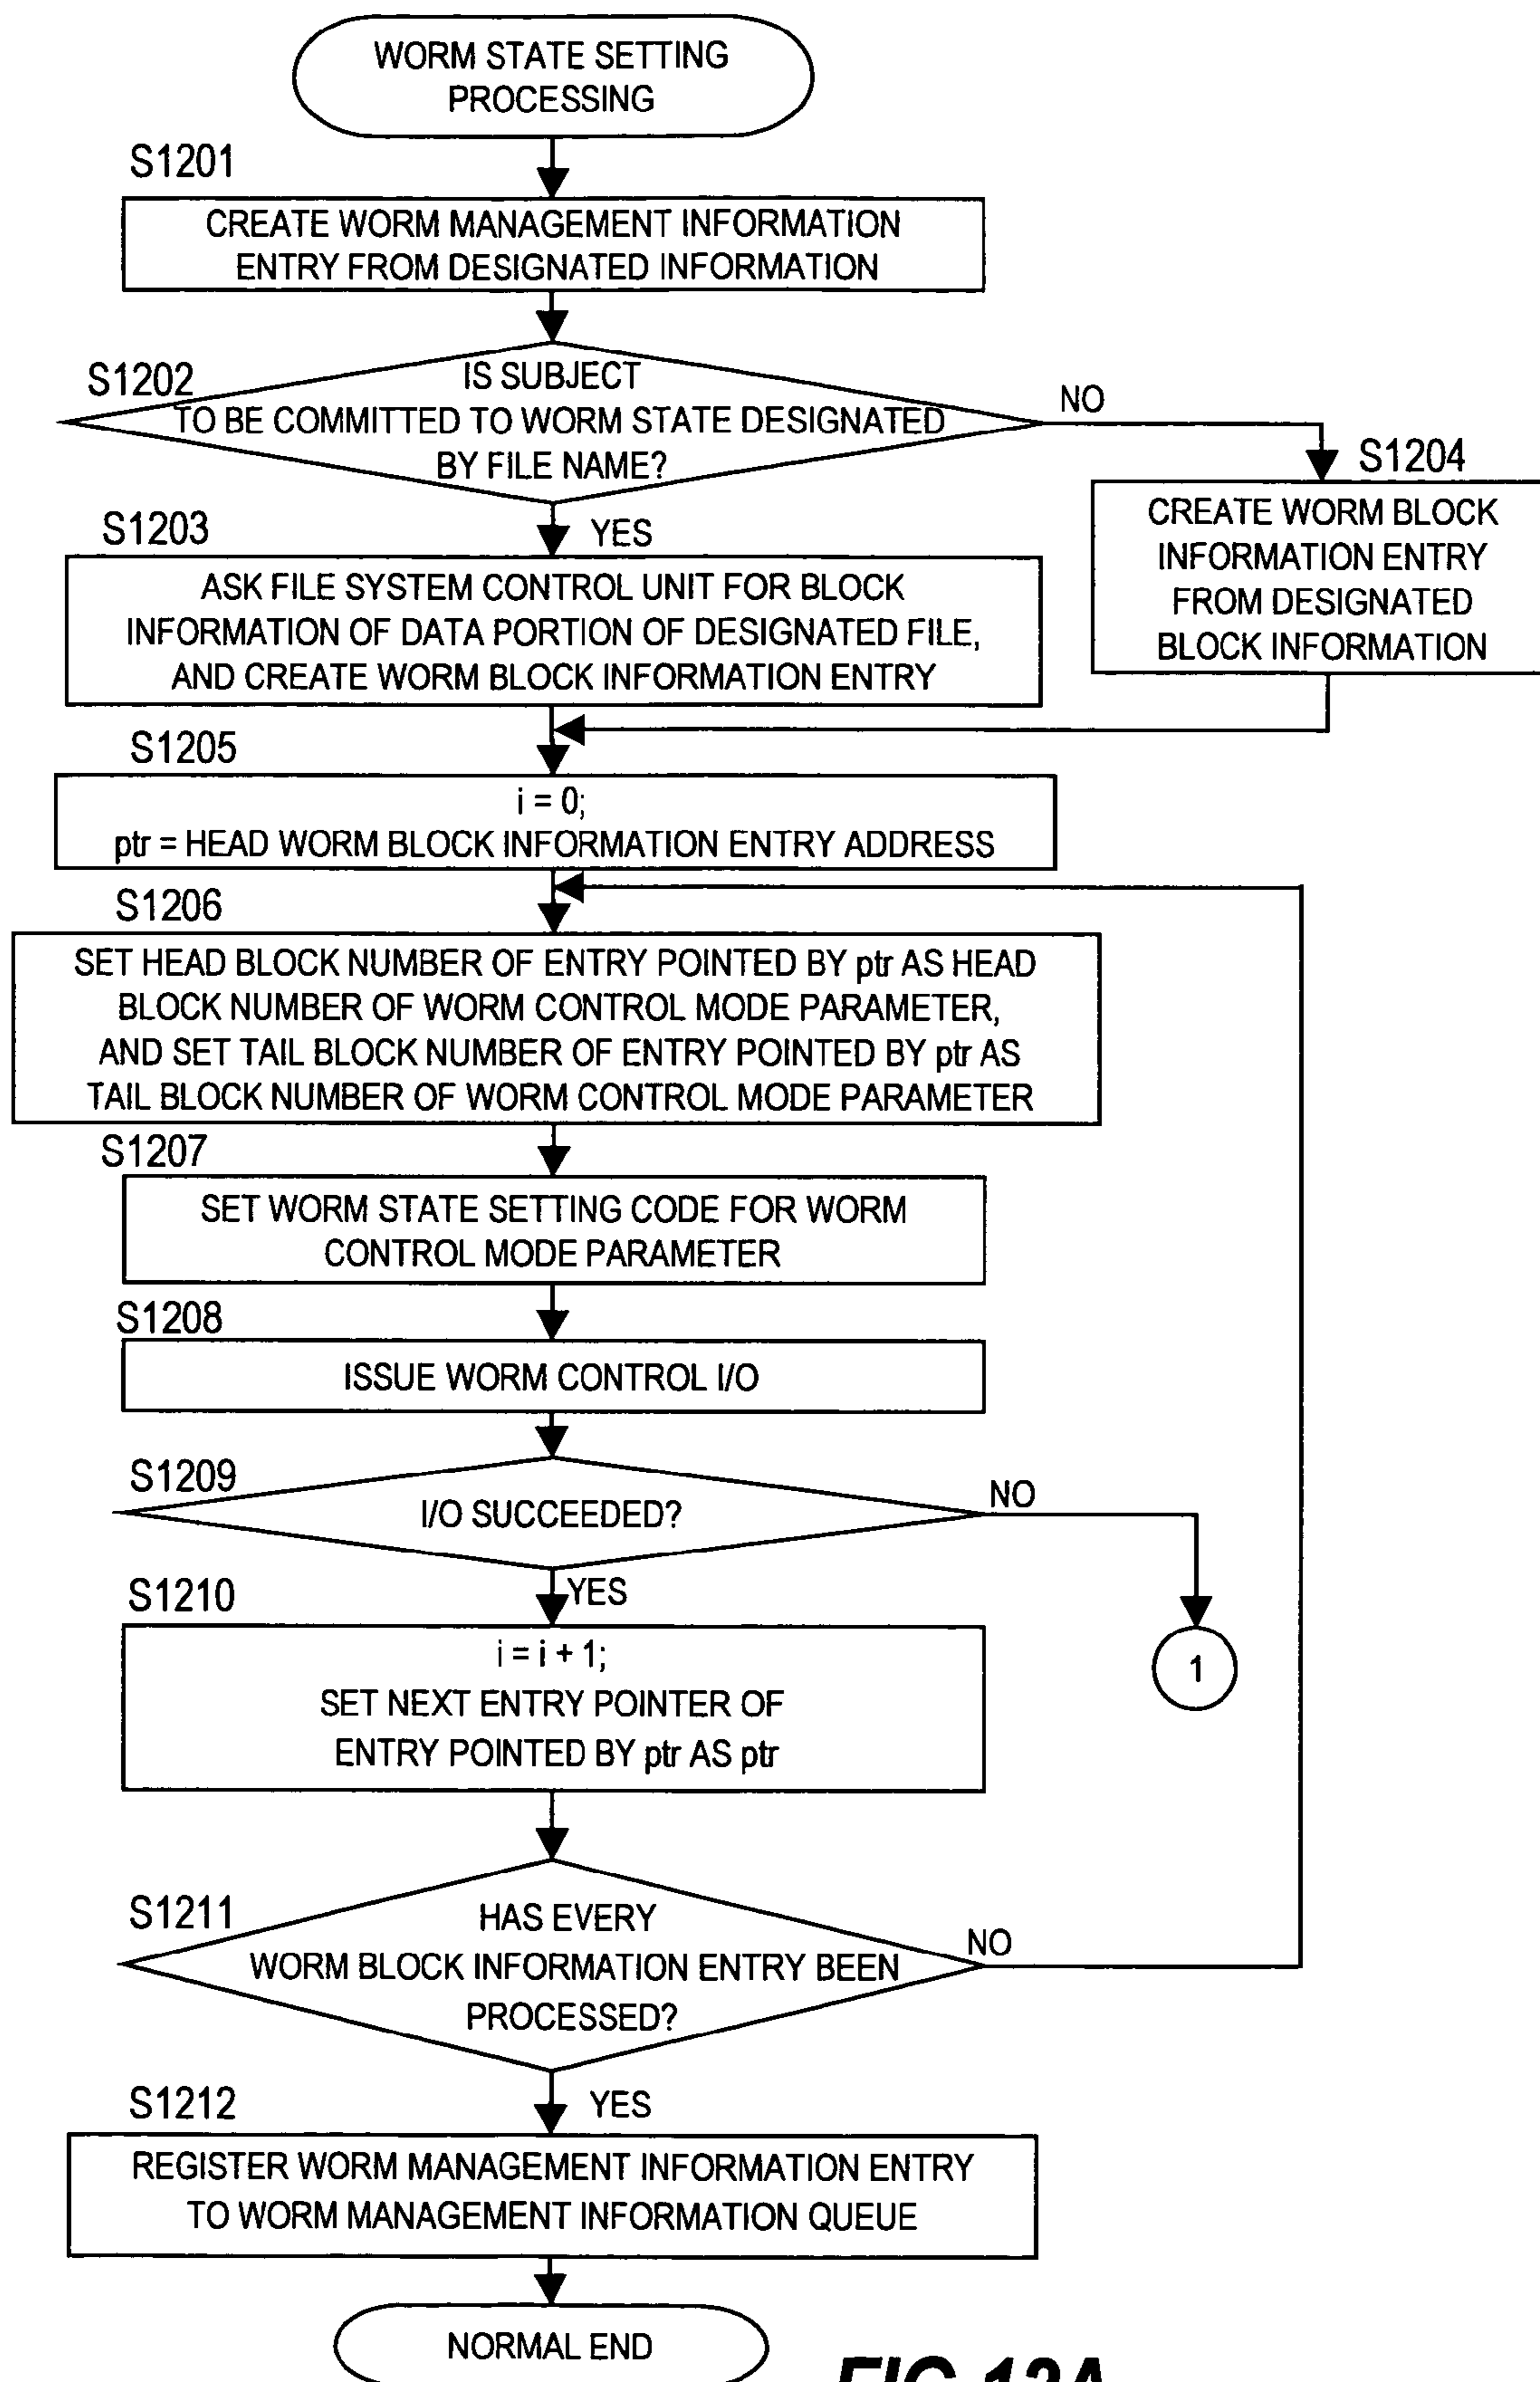 WORM STATE SETTING
PROCESSING
S1201
CREATE WORM MANAGEMENT INFORMATION
ENTRY FROM DESIGNATED INFORMATION
S1202
IS SUBJECT
TO BE COMMITTED TO WORM STATE DESIGNATED
BY FILE NAME?
NO
S1204
CREATE WORM BLOCK
INFORMATION ENTRY
FROM DESIGNATED
BLOCK INFORMATION
YES
S1203
ASK FILE SYSTEM CONTROL UNIT FOR BLOCK
INFORMATION OF DATA PORTION OF DESIGNATED FILE,
AND CREATE WORM BLOCK INFORMATION ENTRY
S1205
i = 0;
ptr = HEAD WORM BLOCK INFORMATION ENTRY ADDRESS
S1206
SET HEAD BLOCK NUMBER OF ENTRY POINTED BY ptr AS HEAD
BLOCK NUMBER OF WORM CONTROL MODE PARAMETER,
AND SET TAIL BLOCK NUMBER OF ENTRY POINTED BY ptr AS
TAIL BLOCK NUMBER OF WORM CONTROL MODE PARAMETER
S1207
SET WORM STATE SETTING CODE FOR WORM
CONTROL MODE PARAMETER
S1208
ISSUE WORM CONTROL I/O
S1209
I/O SUCCEEDED?
NO
1
YES
S1210
i = i + 1;
SET NEXT ENTRY POINTER OF
ENTRY POINTED BY ptr AS ptr
S1211
HAS EVERY
WORM BLOCK INFORMATION ENTRY BEEN
PROCESSED?
NO
YES
S1212
REGISTER WORM MANAGEMENT INFORMATION ENTRY
TO WORM MANAGEMENT INFORMATION QUEUE
NORMAL END